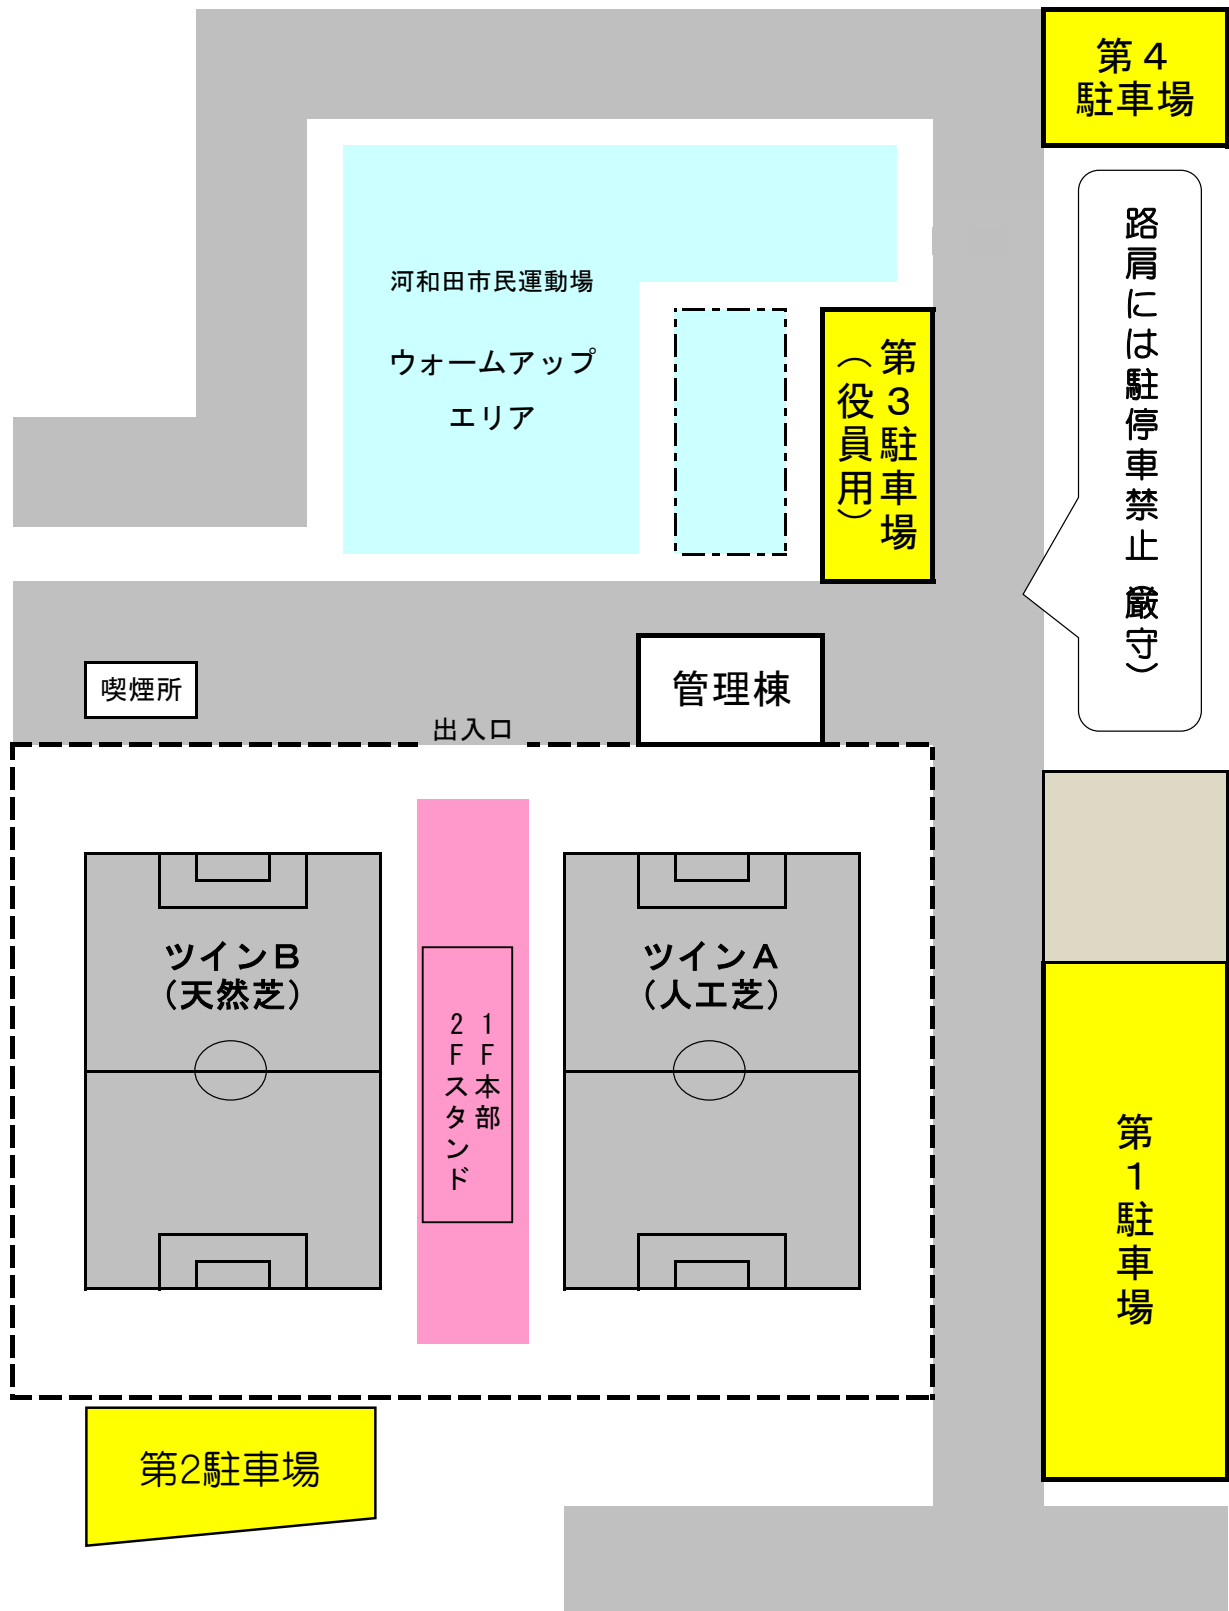 第４
駐車場
路肩には駐停車禁止（厳守）
河和田市民運動場
ウォームアップ
エリア
第３駐車場
（役員用）
喫煙所
管理棟
出入口
ツインＢ
（天然芝）
1F本部
2Fスタンド
ツインＡ
（人工芝）
第１駐車場
第2駐車場